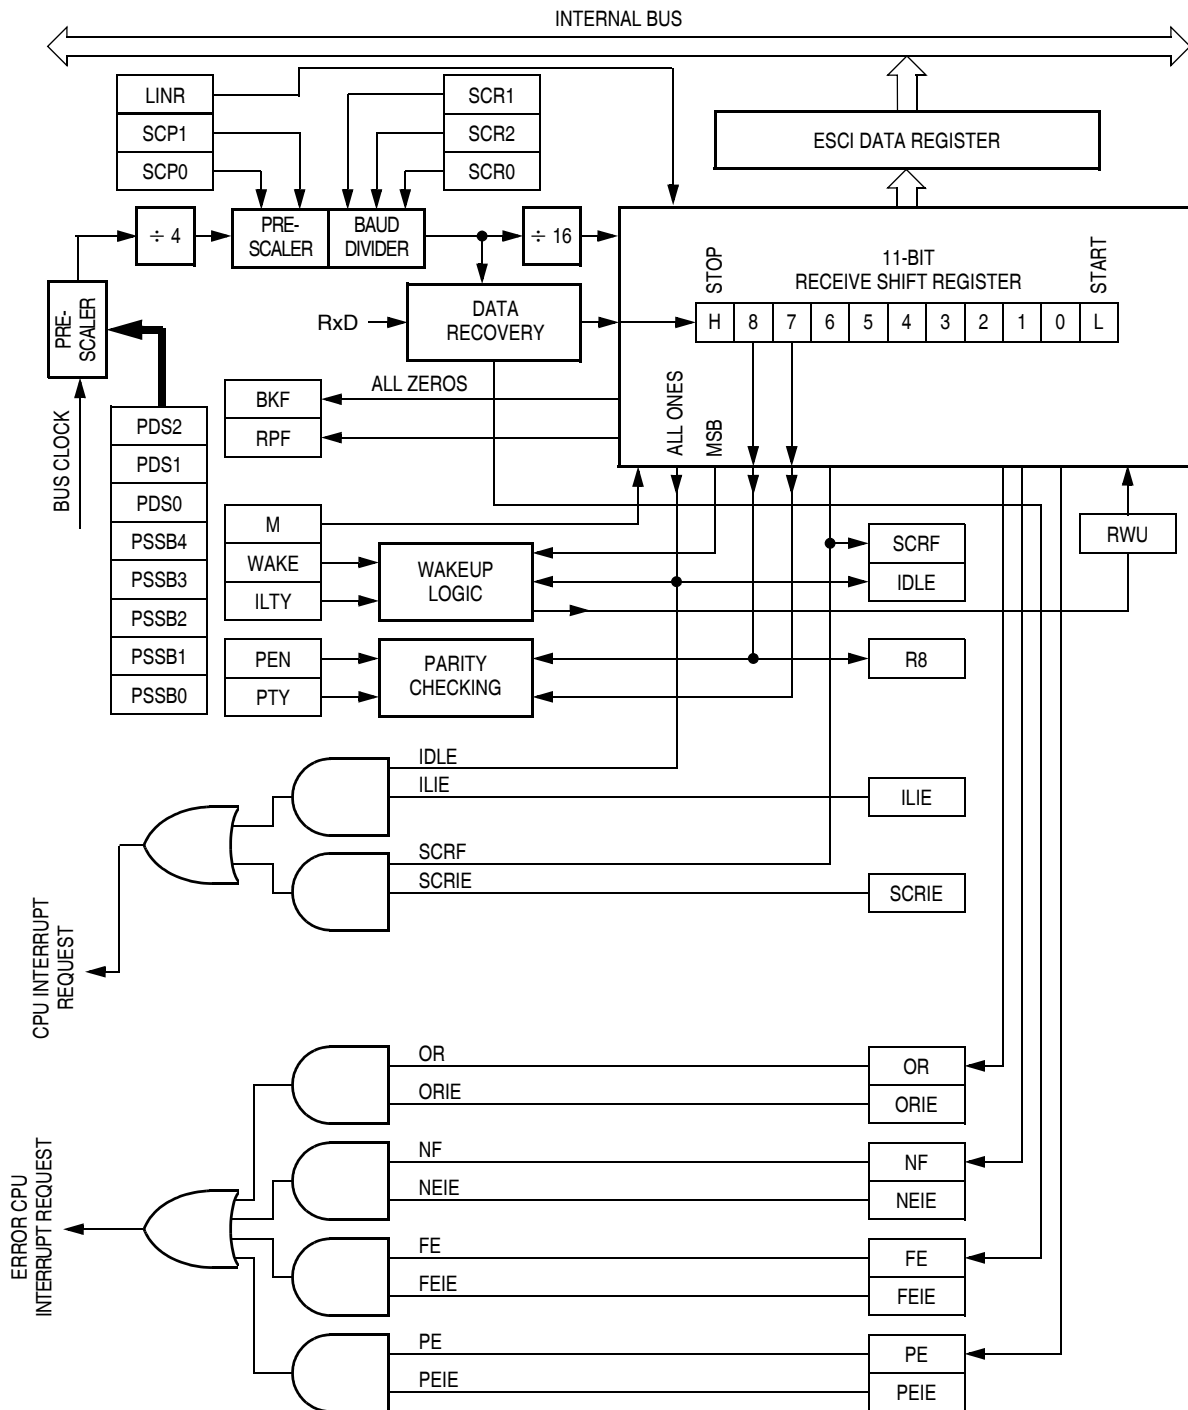 INTERNAL BUS
LINR
SCP1
SCP0
SCR1
SCR2
SCR0
ESCI DATA REGISTER
÷ 4
PRE-
SCALER
BAUD
DIVIDER
÷ 16
PRE-
SCALER
BUS CLOCK
RxD
DATA
RECOVERY
STOP
11-BIT
RECEIVE SHIFT REGISTER
START
H 8 7 6 5 4 3 2 1 0 L
ALL ZEROS
ALL ONES
MSB
BKF
RPF
PDS2
PDS1
PDS0
PSSB4
PSSB3
PSSB2
PSSB1
PSSB0
M
WAKE
ILTY
WAKEUP
LOGIC
PEN
PTY
PARITY
CHECKING
SCRF
IDLE
RWU
R8
IDLE
ILIE
ILIE
SCRF
SCRIE
SCRIE
CPU INTERRUPT
REQUEST
OR
ORIE
OR
ORIE
NF
NEIE
NF
NEIE
FE
FEIE
FE
FEIE
PE
PEIE
PE
PEIE
ERROR CPU
INTERRUPT REQUEST